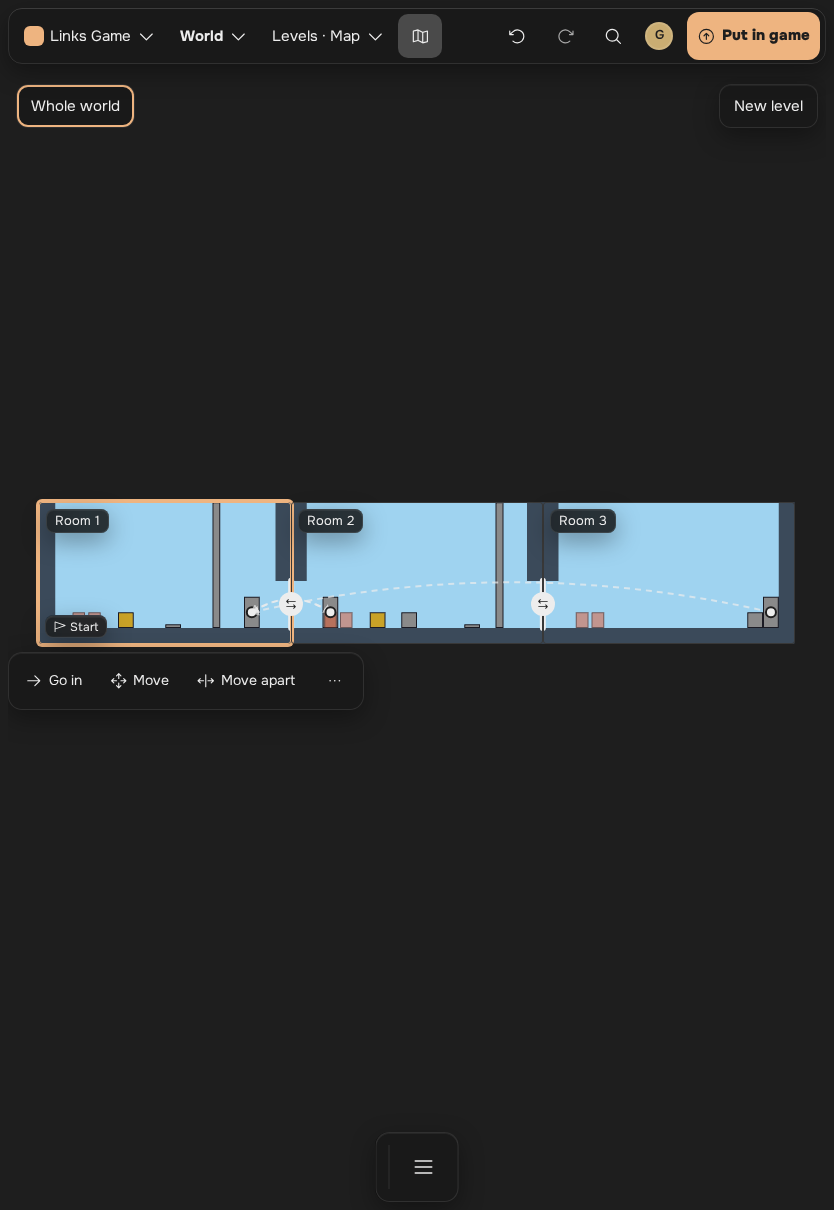 Links Game
World
Levels · Map
G
Put in game
Whole world
New level
Room 1
Room 2
Room 3
Start
Go in
Move
Move apart
...